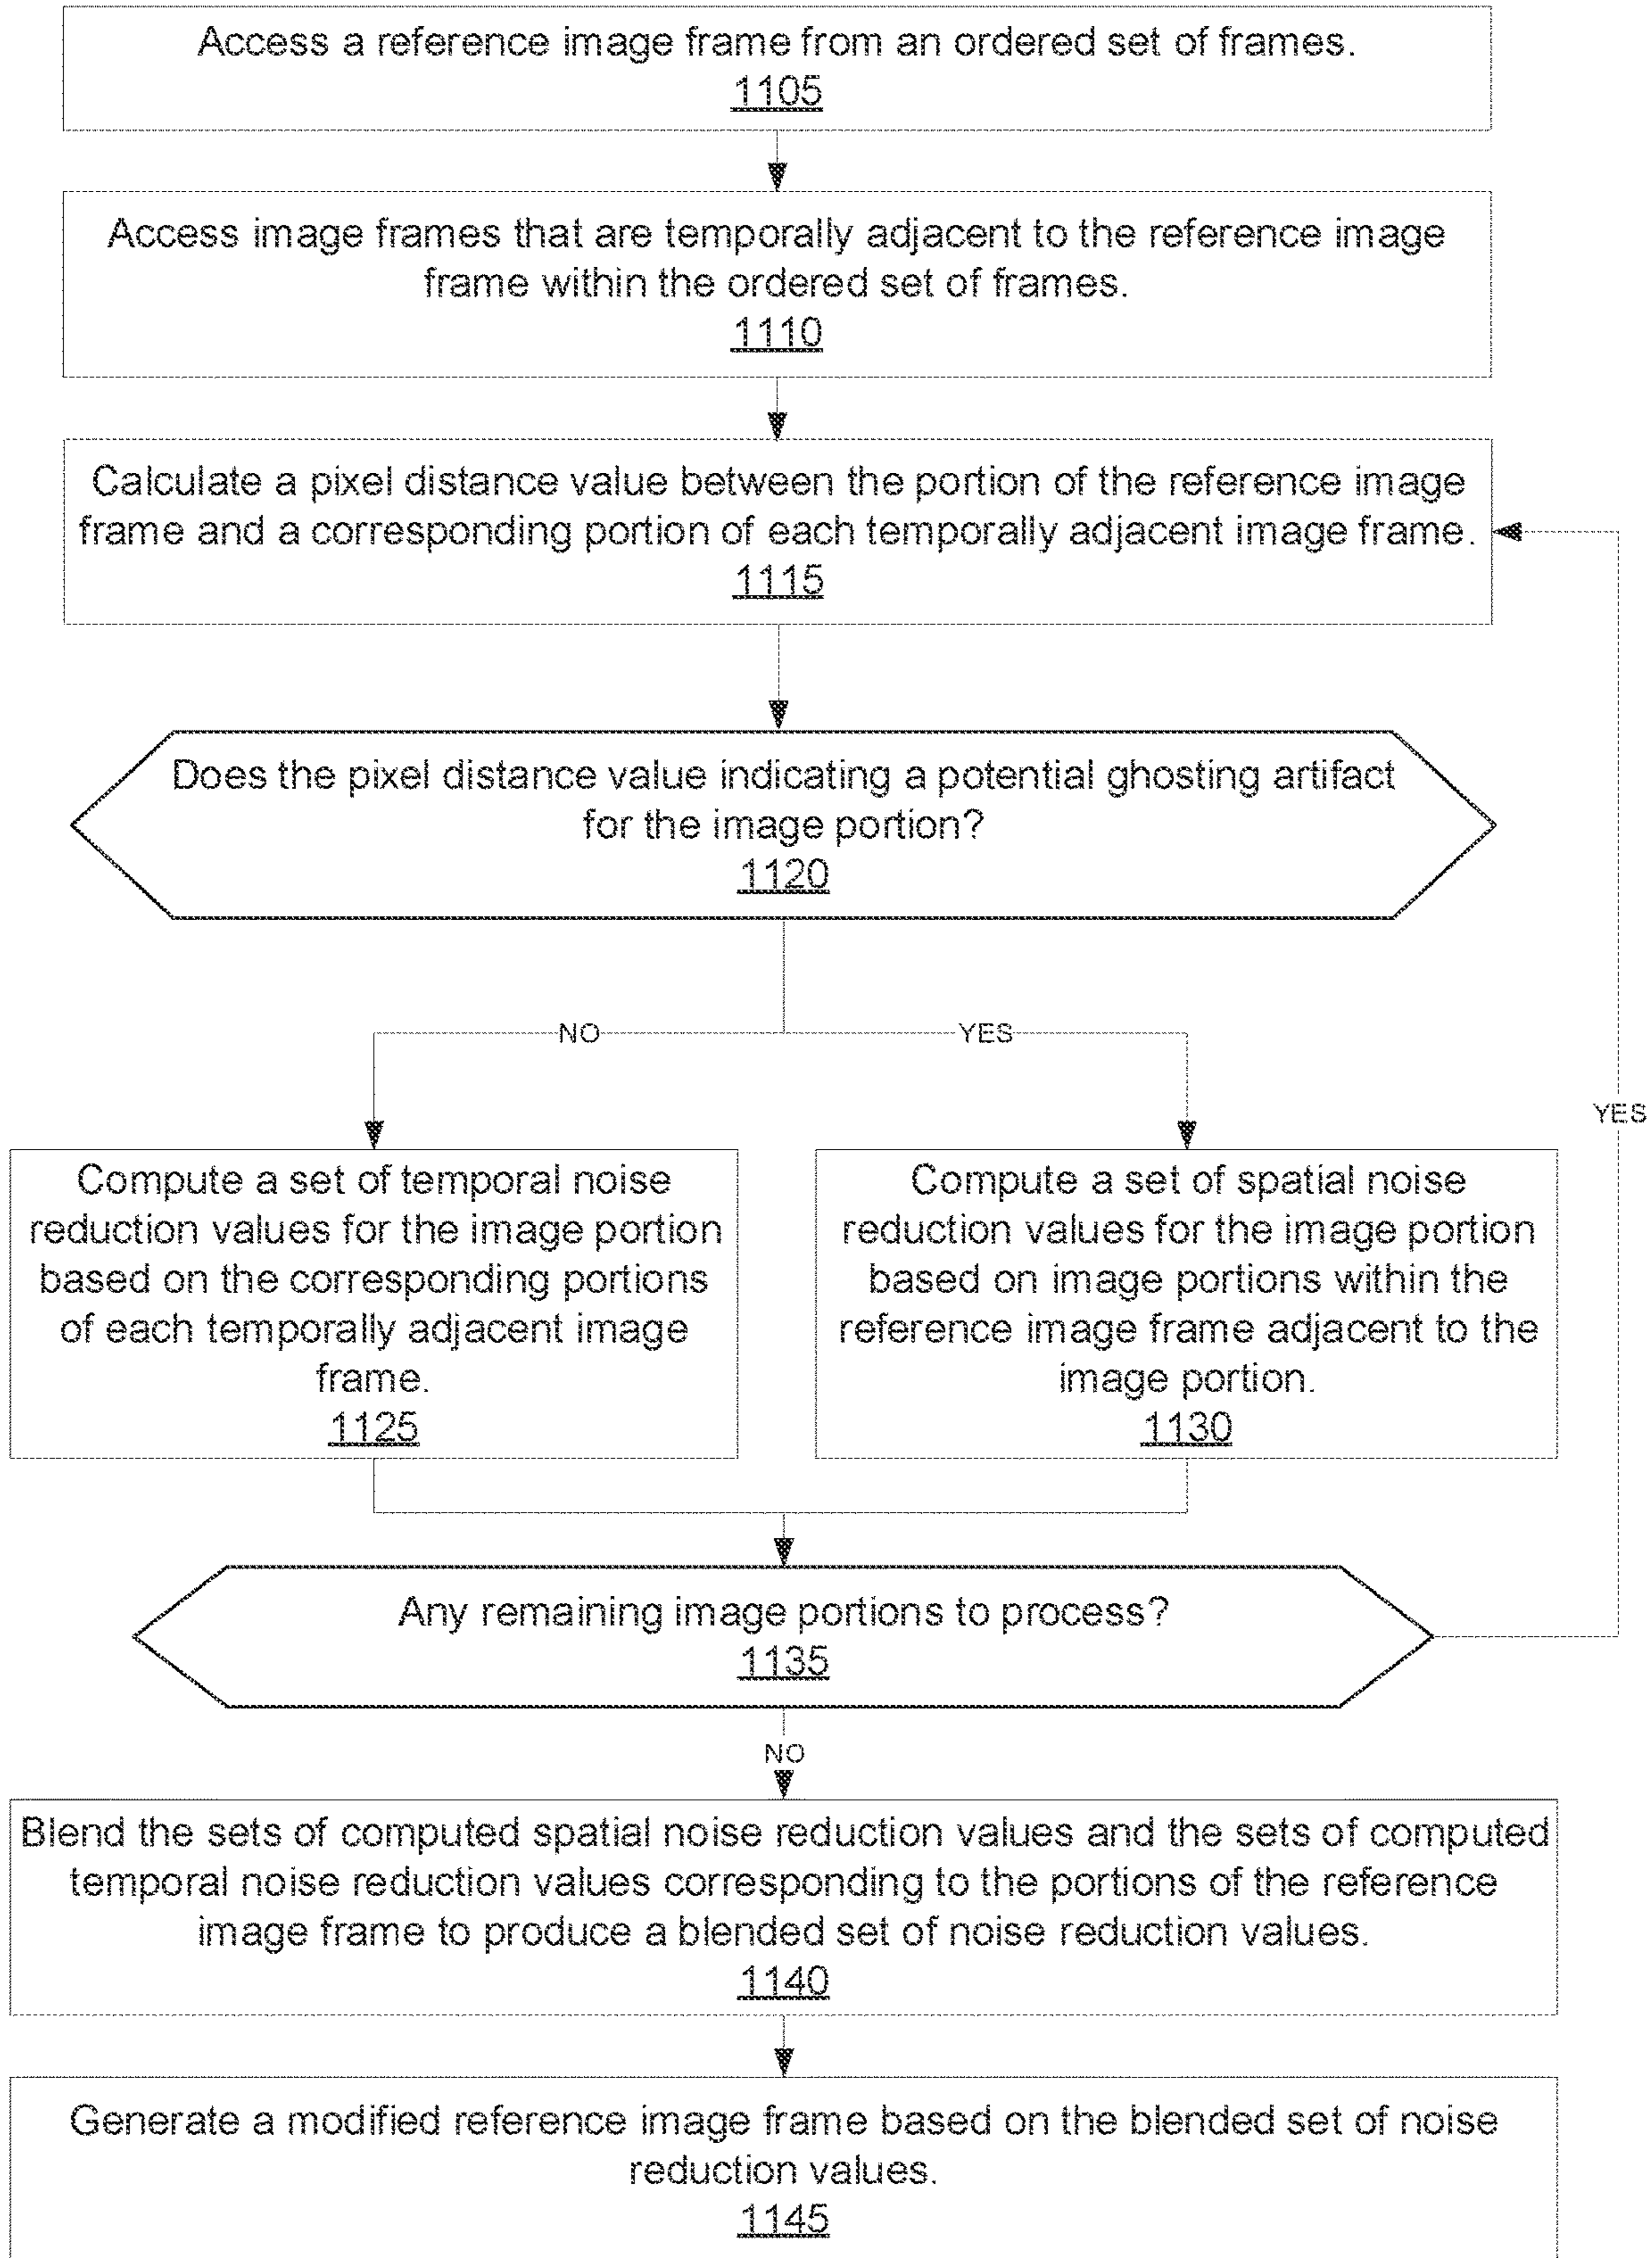 Access a reference image frame from an ordered set of frames.
1105
Access image frames that are temporally adjacent to the reference image
frame within the ordered set of frames.
1110
Calculate a pixel distance value between the portion of the reference image
frame and a corresponding portion of each temporally adjacent image frame.
1115
Does the pixel distance value indicating a potential ghosting artifact
for the image portion?
1120
NO
YES
YES
Compute a set of temporal noise
reduction values for the image portion
based on the corresponding portions
of each temporally adjacent image
frame.
1125
Compute a set of spatial noise
reduction values for the image portion
based on image portions within the
reference image frame adjacent to the
image portion.
1130
Any remaining image portions to process?
1135
NO
Blend the sets of computed spatial noise reduction values and the sets of computed
temporal noise reduction values corresponding to the portions of the reference
image frame to produce a blended set of noise reduction values.
1140
Generate a modified reference image frame based on the blended set of noise
reduction values.
1145